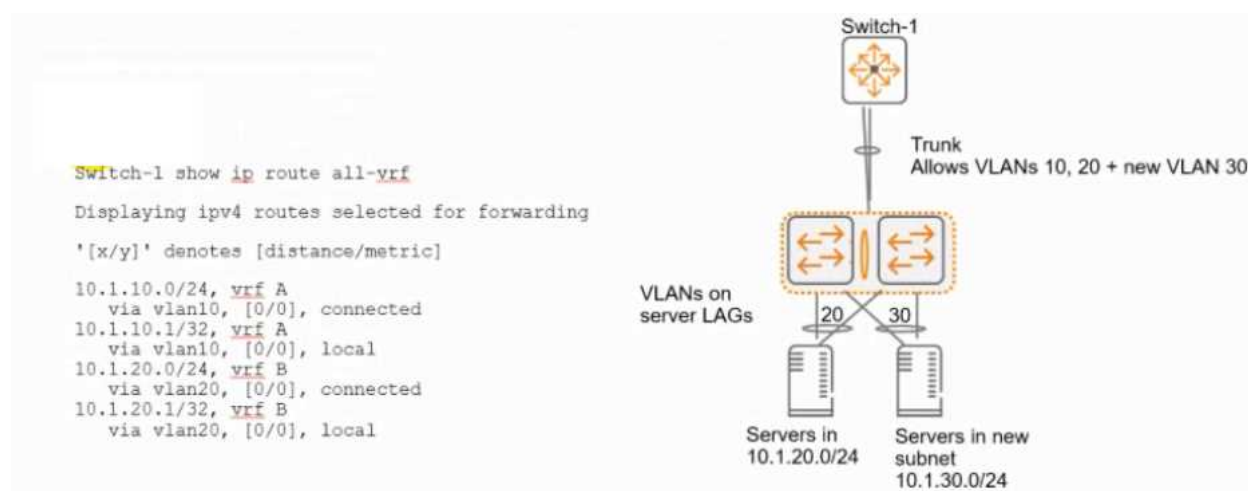 Switch-1 show ip route all-vrf
Displaying ipv4 routes selected for forwarding
'[x/y]' denotes [distance/metric]
10.1.10.0/24, vrf A
via vlan10, [0/0], connected
10.1.10.1/32, vrf A
via vlan10, [0/0], local
10.1.20.0/24, vrf B
via vlan20, [0/0], connected
10.1.20.1/32, vrf B
via vlan20, [0/0], local
Switch-1
Trunk
Allows VLANs 10, 20 + new VLAN 30
VLANs on
server LAGs
20
30
Servers in
10.1.20.0/24
Servers in new
subnet
10.1.30.0/24